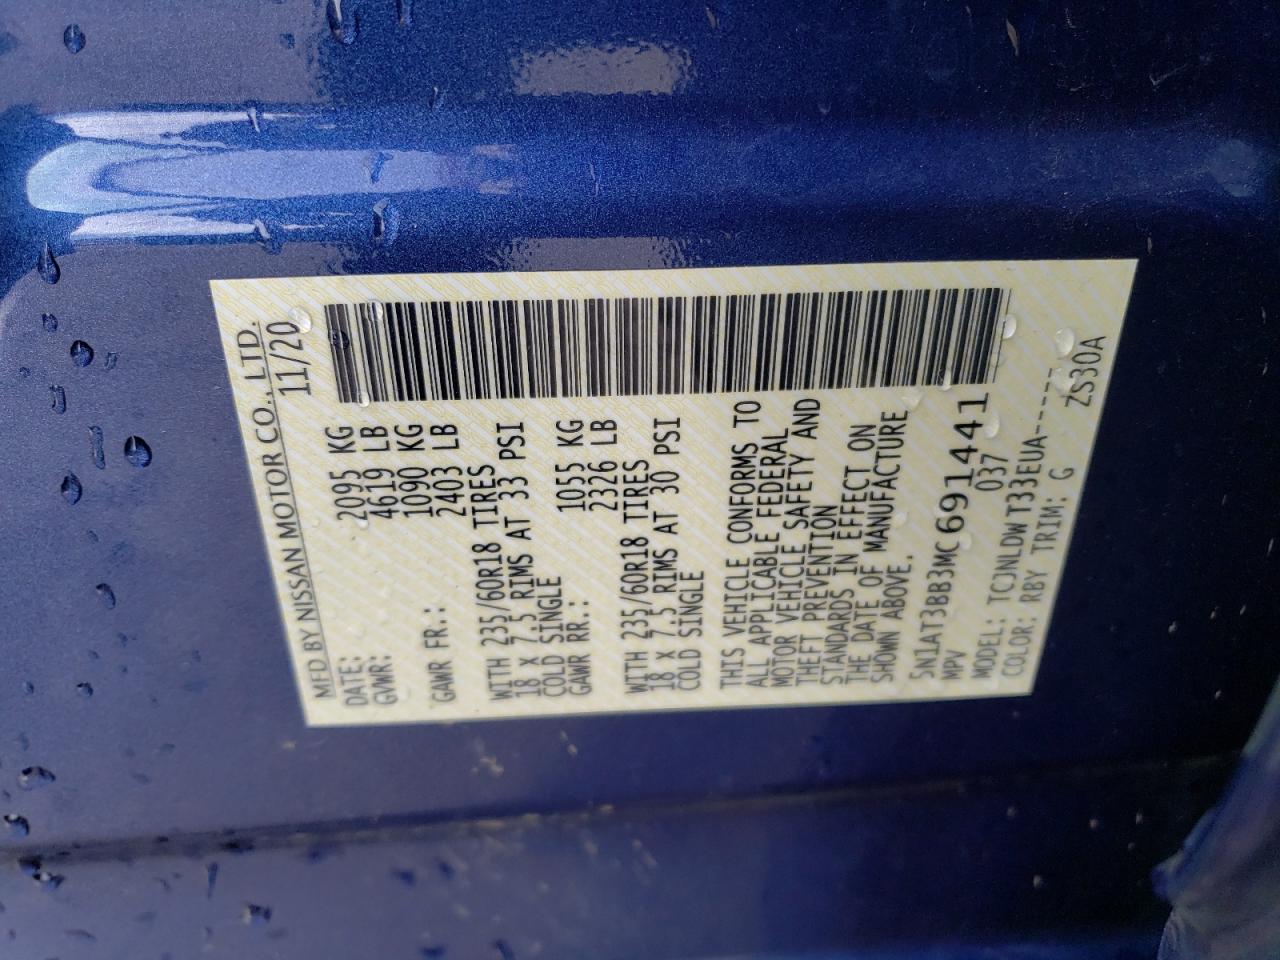 MFD BY NISSAN MOTOR CO., LTD.
DATE: 11/20
GVWR: 2095 KG
4619 LB
GAWR FR.: 1090 KG
2403 LB
WITH 235/60R18 TIRES
18 X 7.5 RIMS AT 33 PSI
COLD SINGLE
GAWR RR.: 1055 KG
2326 LB
WITH 235/60R18 TIRES
18 X 7.5 RIMS AT 30 PSI
COLD SINGLE
THIS VEHICLE CONFORMS TO
ALL APPLICABLE FEDERAL
MOTOR VEHICLE SAFETY AND
THEFT PREVENTION
STANDARDS IN EFFECT ON
THE DATE OF MANUFACTURE
SHOWN ABOVE.
5N1AT3BB3MC691441
MPV 037
MODEL: TCJNLDWT33EUA------
COLOR: RBY TRIM: G ZS30A